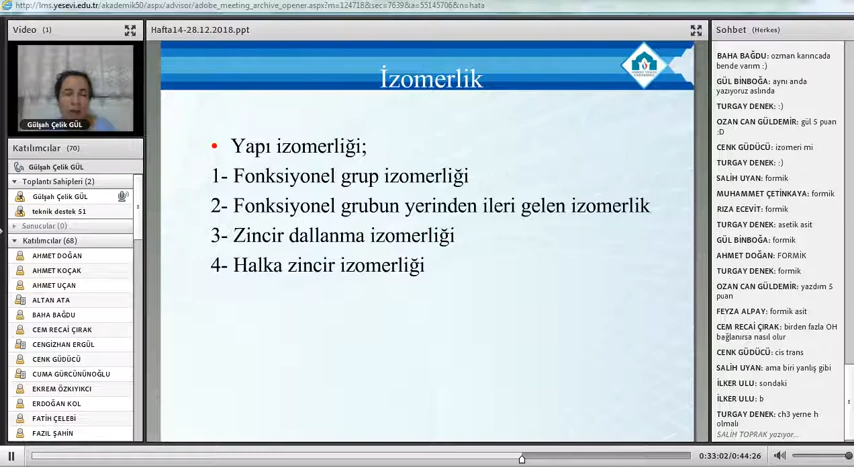 http://lms.yesevi.edu.tr/akademik50/aspx/advisor/adobe_meeting_archive_opener.aspx?m=124718&sec=7639&a=55145706&n=hata
Video (1)
Gülşah Çelik GÜL
Katılımcılar (70)
Gülşah Çelik GÜL
Toplantı Sahipleri (2)
Gülşah Çelik GÜL
teknik destek 51
Sunucular (0)
Katılımcılar (68)
AHMET DOĞAN
AHMET KOÇAK
AHMET UÇAN
ALTAN ATA
BAHA BAĞDU
CEM RECAİ ÇIRAK
CENGİZHAN ERGÜL
CENK GÜDÜCÜ
CUMA GÜRCÜNÜNOĞLU
EKREM ÖZKIYIKCI
ERDOĞAN KOL
FATİH ÇELEBİ
FAZIL ŞAHİN
Hafta14-28.12.2018.ppt
İzomerlik
• Yapı izomerliği;
1- Fonksiyonel grup izomerliği
2- Fonksiyonel grubun yerinden ileri gelen izomerlik
3- Zincir dallanma izomerliği
4- Halka zincir izomerliği
Sohbet (Herkes)
BAHA BAĞDU: ozman karıncada
bende varım :)
GÜL BİNBOĞA: aynı anda
yazıyoruz aslında
TURGAY DENEK: :)
OZAN CAN GÜLDEMİR: gül 5 puan
:D
CENK GÜDÜCÜ: izomeri mi
TURGAY DENEK: :)
SALİH UYAN: formik
MUHAMMET ÇETİNKAYA: formik
RIZA ECEVİT: formik
TURGAY DENEK: asetik asit
GÜL BİNBOĞA: formik
AHMET DOĞAN: FORMİK
TURGAY DENEK: formik
OZAN CAN GÜLDEMİR: yazdım 5
puan
FEYZA ALPAY: formik asit
CEM RECAİ ÇIRAK: birden fazla OH
bağlanırsa nasıl olur
CENK GÜDÜCÜ: cis trans
SALİH UYAN: ama biri yanlış gibi
İLKER ULU: sondaki
İLKER ULU: b
TURGAY DENEK: ch3 yerne h
olmalı
SALİH TOPRAK yazıyor...
0:33:02/0:44:26